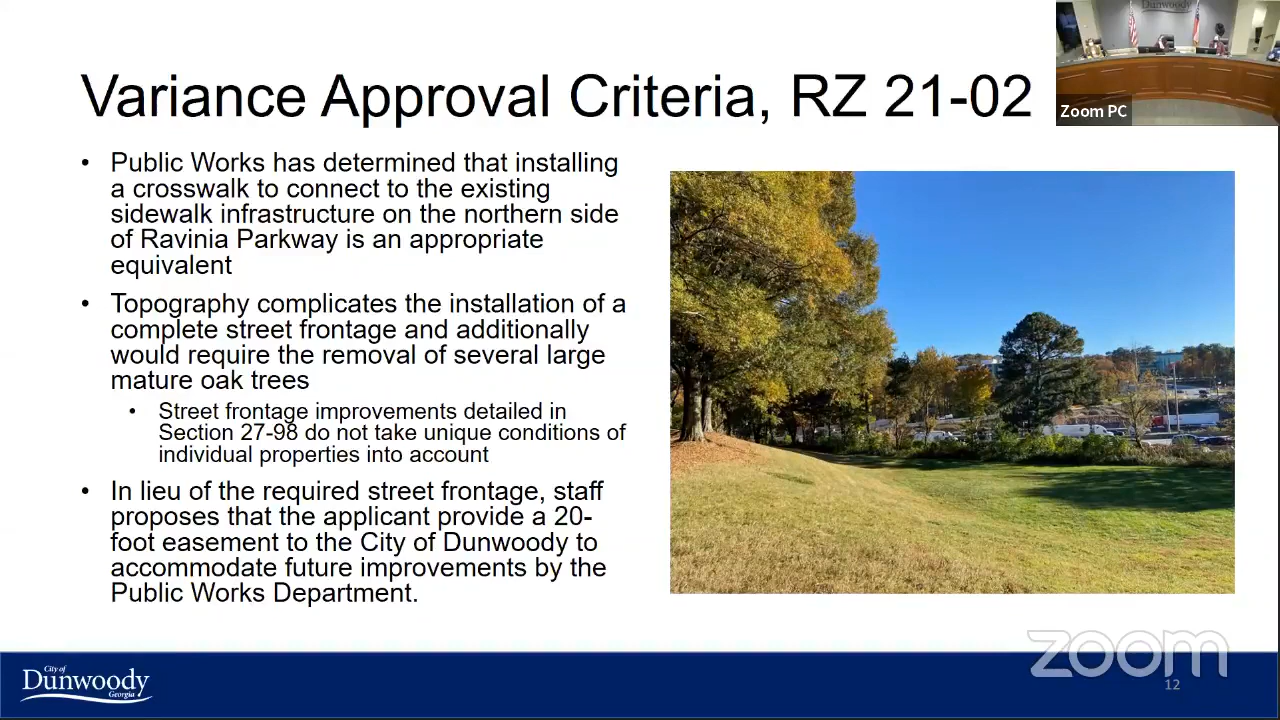 Dunwoody
Zoom PC
Variance Approval Criteria, RZ 21-02
• Public Works has determined that installing
a crosswalk to connect to the existing
sidewalk infrastructure on the northern side
of Ravinia Parkway is an appropriate
equivalent
• Topography complicates the installation of a
complete street frontage and additionally
would require the removal of several large
mature oak trees
• Street frontage improvements detailed in
Section 27-98 do not take unique conditions of
individual properties into account
• In lieu of the required street frontage, staff
proposes that the applicant provide a 20-
foot easement to the City of Dunwoody to
accommodate future improvements by the
Public Works Department.
zoom
12
City of
Dunwoody
Georgia